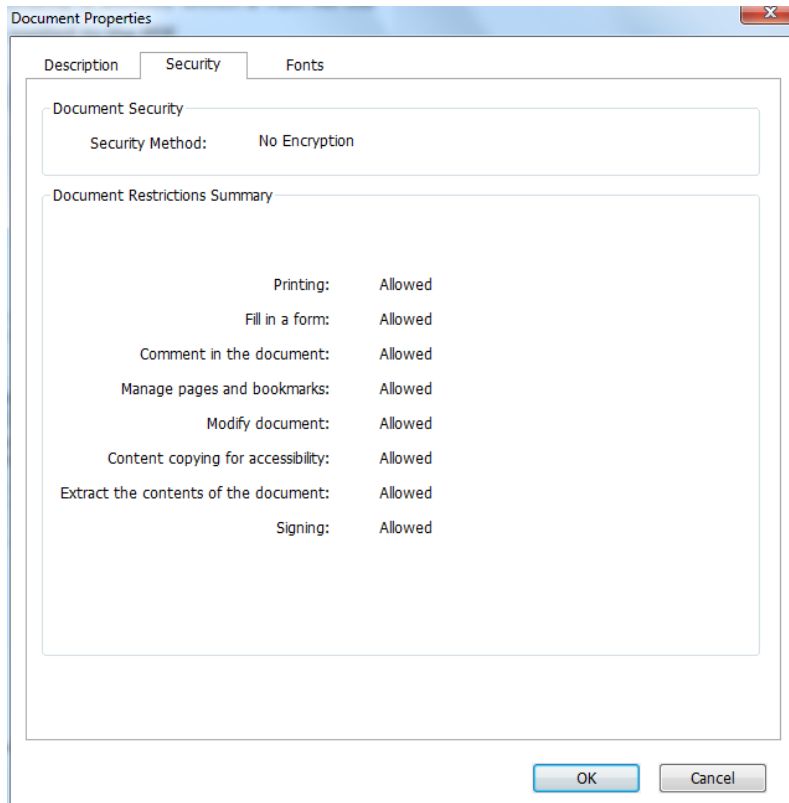 Document Properties
X
Description Security Fonts
Document Security
Security Method: No Encryption
Document Restrictions Summary
Printing: Allowed
Fill in a form: Allowed
Comment in the document: Allowed
Manage pages and bookmarks: Allowed
Modify document: Allowed
Content copying for accessibility: Allowed
Extract the contents of the document: Allowed
Signing: Allowed
OK Cancel